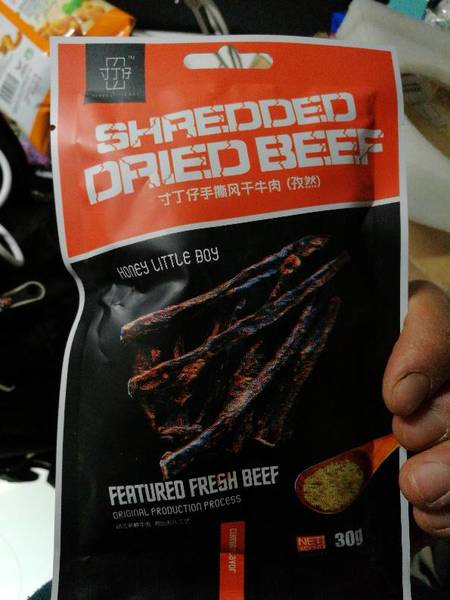 寸丁仔
TM
SHREDDED
DRIED BEEF
寸丁仔手撕风干牛肉 (孜然)
HONEY LITTLE BOY
FEATURED FRESH BEEF
ORIGINAL PRODUCTION PROCESS
NET
30g